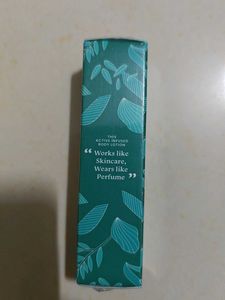 THIS
ACTIVE INFUSED
BODY LOTION
“Works like
Skincare,
Wears like
Perfume”